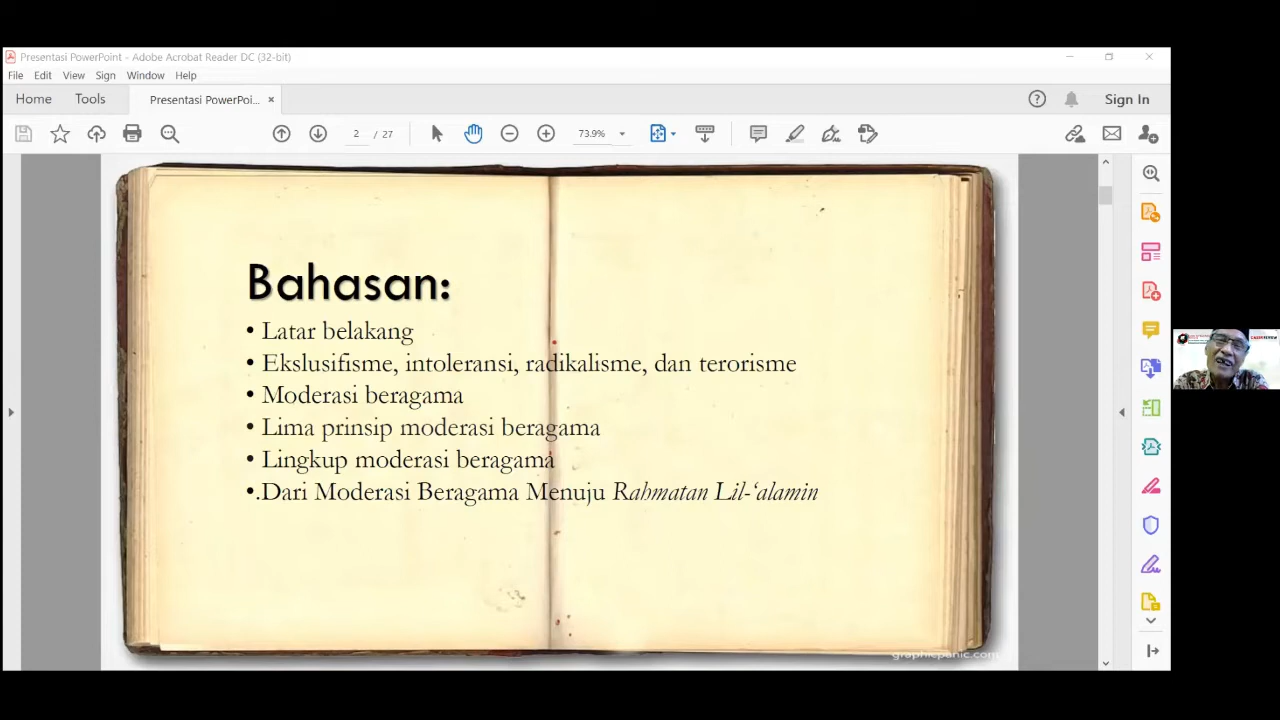 Presentasi PowerPoint - Adobe Acrobat Reader DC (32-bit)
File Edit View Sign Window Help
Home Tools Presentasi PowerPoi... × Sign In
2 / 27 73.9%
Bahasan:
• Latar belakang
• Ekslusifisme, intoleransi, radikalisme, dan terorisme
• Moderasi beragama
• Lima prinsip moderasi beragama
• Lingkup moderasi beragama
•.Dari Moderasi Beragama Menuju Rahmatan Lil-‘alamin
graphicpanic.com